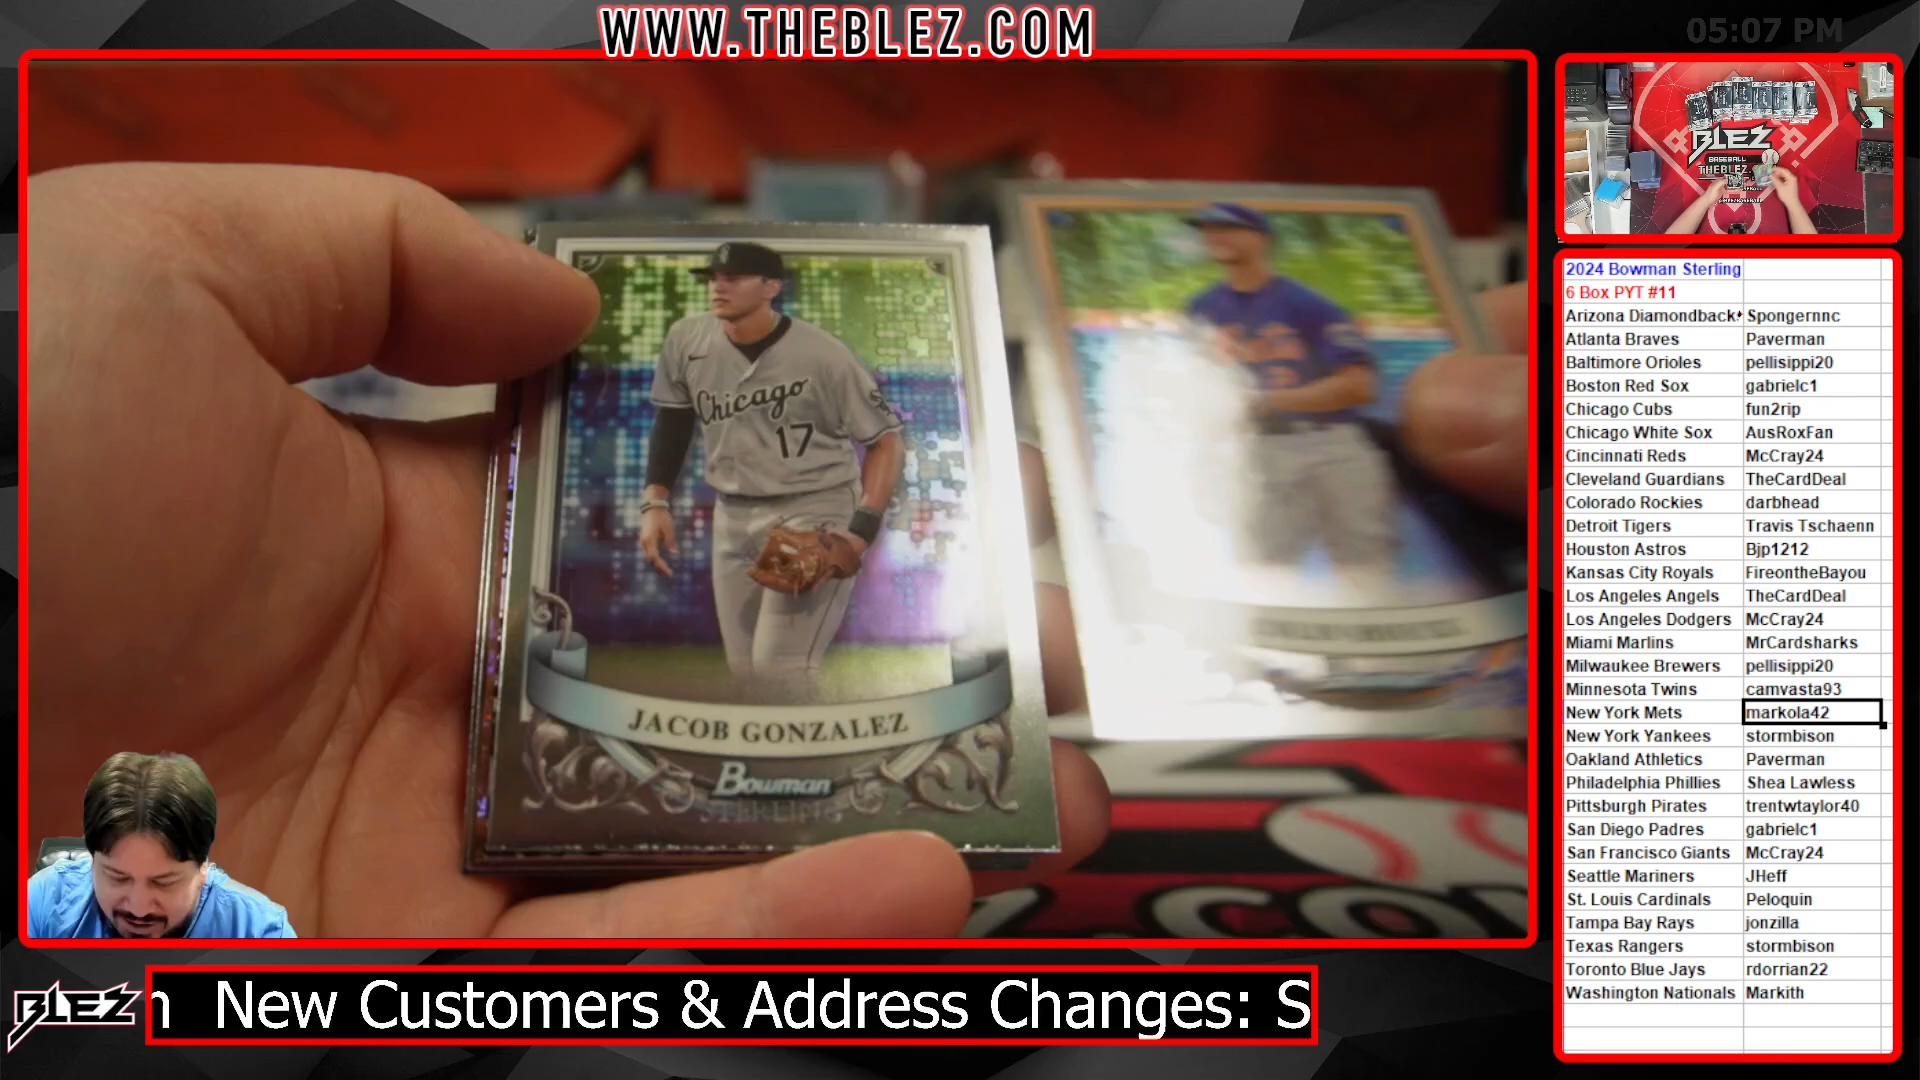 WWW.THEBLEZ.COM
05:07 PM
BLEZ
BASEBALL
THEBLEZ.
Chicago
17
JACOB GONZALEZ
Bowman
STERLING
2024 Bowman Sterling
6 Box PYT #11
Arizona Diamondback Spongernnc
Atlanta Braves Paverman
Baltimore Orioles pellisippi20
Boston Red Sox gabrielc1
Chicago Cubs fun2rip
Chicago White Sox AusRoxFan
Cincinnati Reds McCray24
Cleveland Guardians TheCardDeal
Colorado Rockies darbhead
Detroit Tigers Travis Tschaenn
Houston Astros Bjp1212
Kansas City Royals FireontheBayou
Los Angeles Angels TheCardDeal
Los Angeles Dodgers McCray24
Miami Marlins MrCardsharks
Milwaukee Brewers pellisippi20
Minnesota Twins camvasta93
New York Mets markola42
New York Yankees stormbison
Oakland Athletics Paverman
Philadelphia Phillies Shea Lawless
Pittsburgh Pirates trentwtaylor40
San Diego Padres gabrielc1
San Francisco Giants McCray24
Seattle Mariners JHeff
St. Louis Cardinals Peloquin
Tampa Bay Rays jonzilla
Texas Rangers stormbison
Toronto Blue Jays rdorrian22
Washington Nationals Markith
BLEZ
n New Customers & Address Changes: S